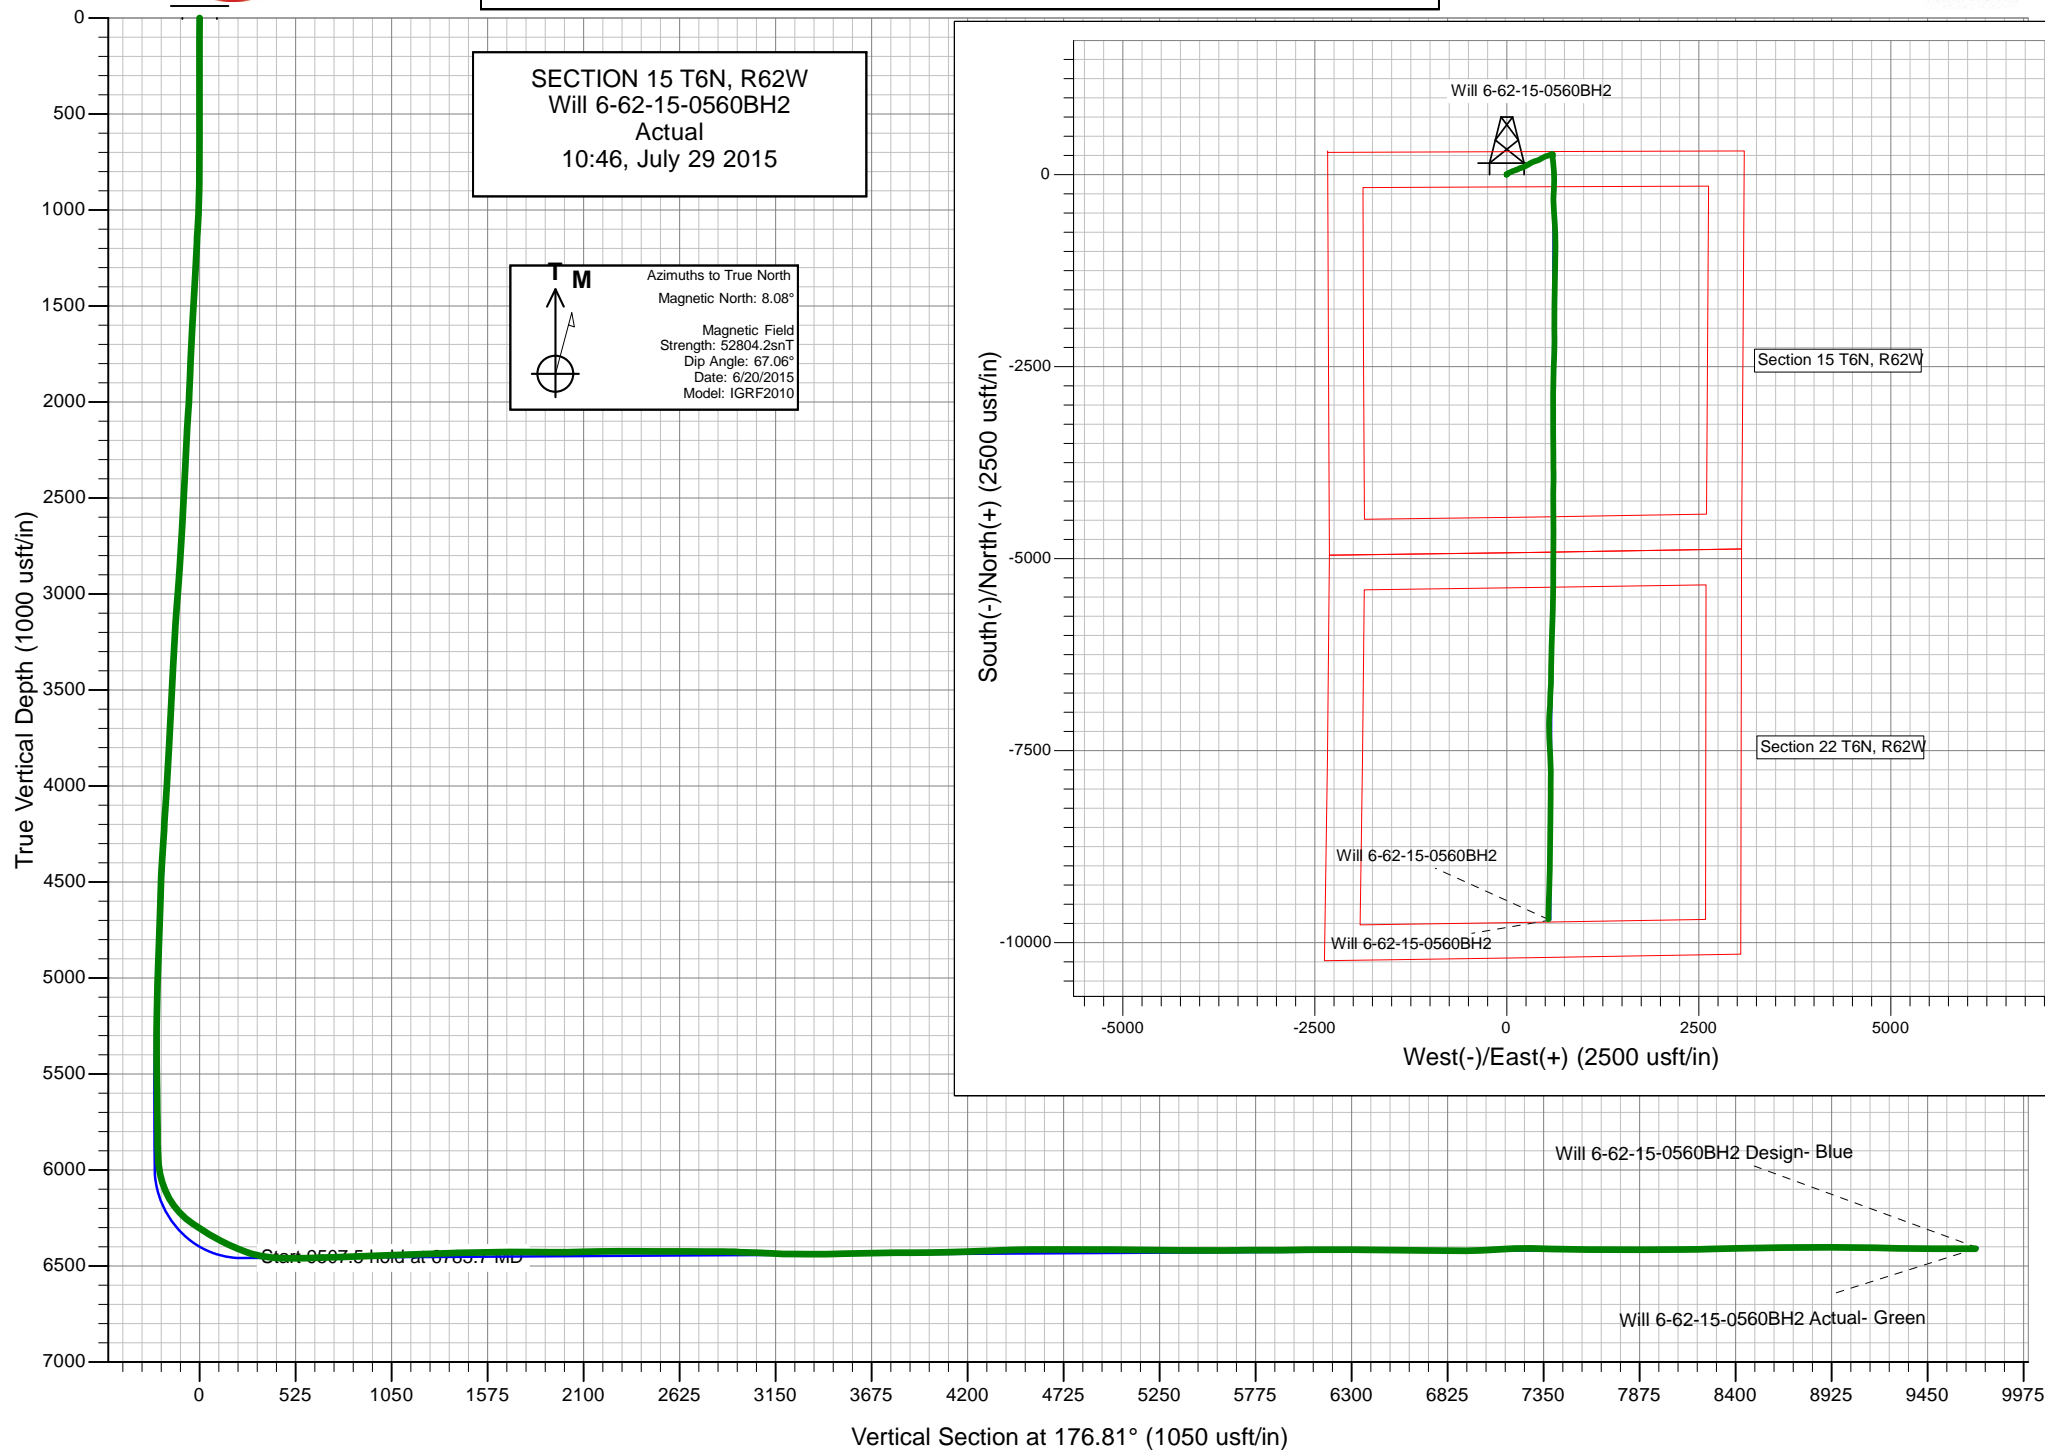 SECTION 15 T6N, R62W
Will 6-62-15-0560BH2
Actual
10:46, July 29 2015
T M
Azimuths to True North
Magnetic North: 8.08°
Magnetic Field
Strength: 52804.2snT
Dip Angle: 67.06°
Date: 6/20/2015
Model: IGRF2010
True Vertical Depth (1000 usft/in)
0
500
1000
1500
2000
2500
3000
3500
4000
4500
5000
5500
6000
6500
7000
0 525 1050 1575 2100 2625 3150 3675 4200 4725 5250 5775 6300 6825 7350 7875 8400 8925 9450 9975
Vertical Section at 176.81° (1050 usft/in)
Will 6-62-15-0560BH2
South(-)/North(+) (2500 usft/in)
0
-2500
-5000
-7500
-10000
Section 15 T6N, R62W
Section 22 T6N, R62W
Will 6-62-15-0560BH2
Will 6-62-15-0560BH2
-5000 -2500 0 2500 5000
West(-)/East(+) (2500 usft/in)
Will 6-62-15-0560BH2 Design- Blue
Start hold at MD
Will 6-62-15-0560BH2 Actual- Green